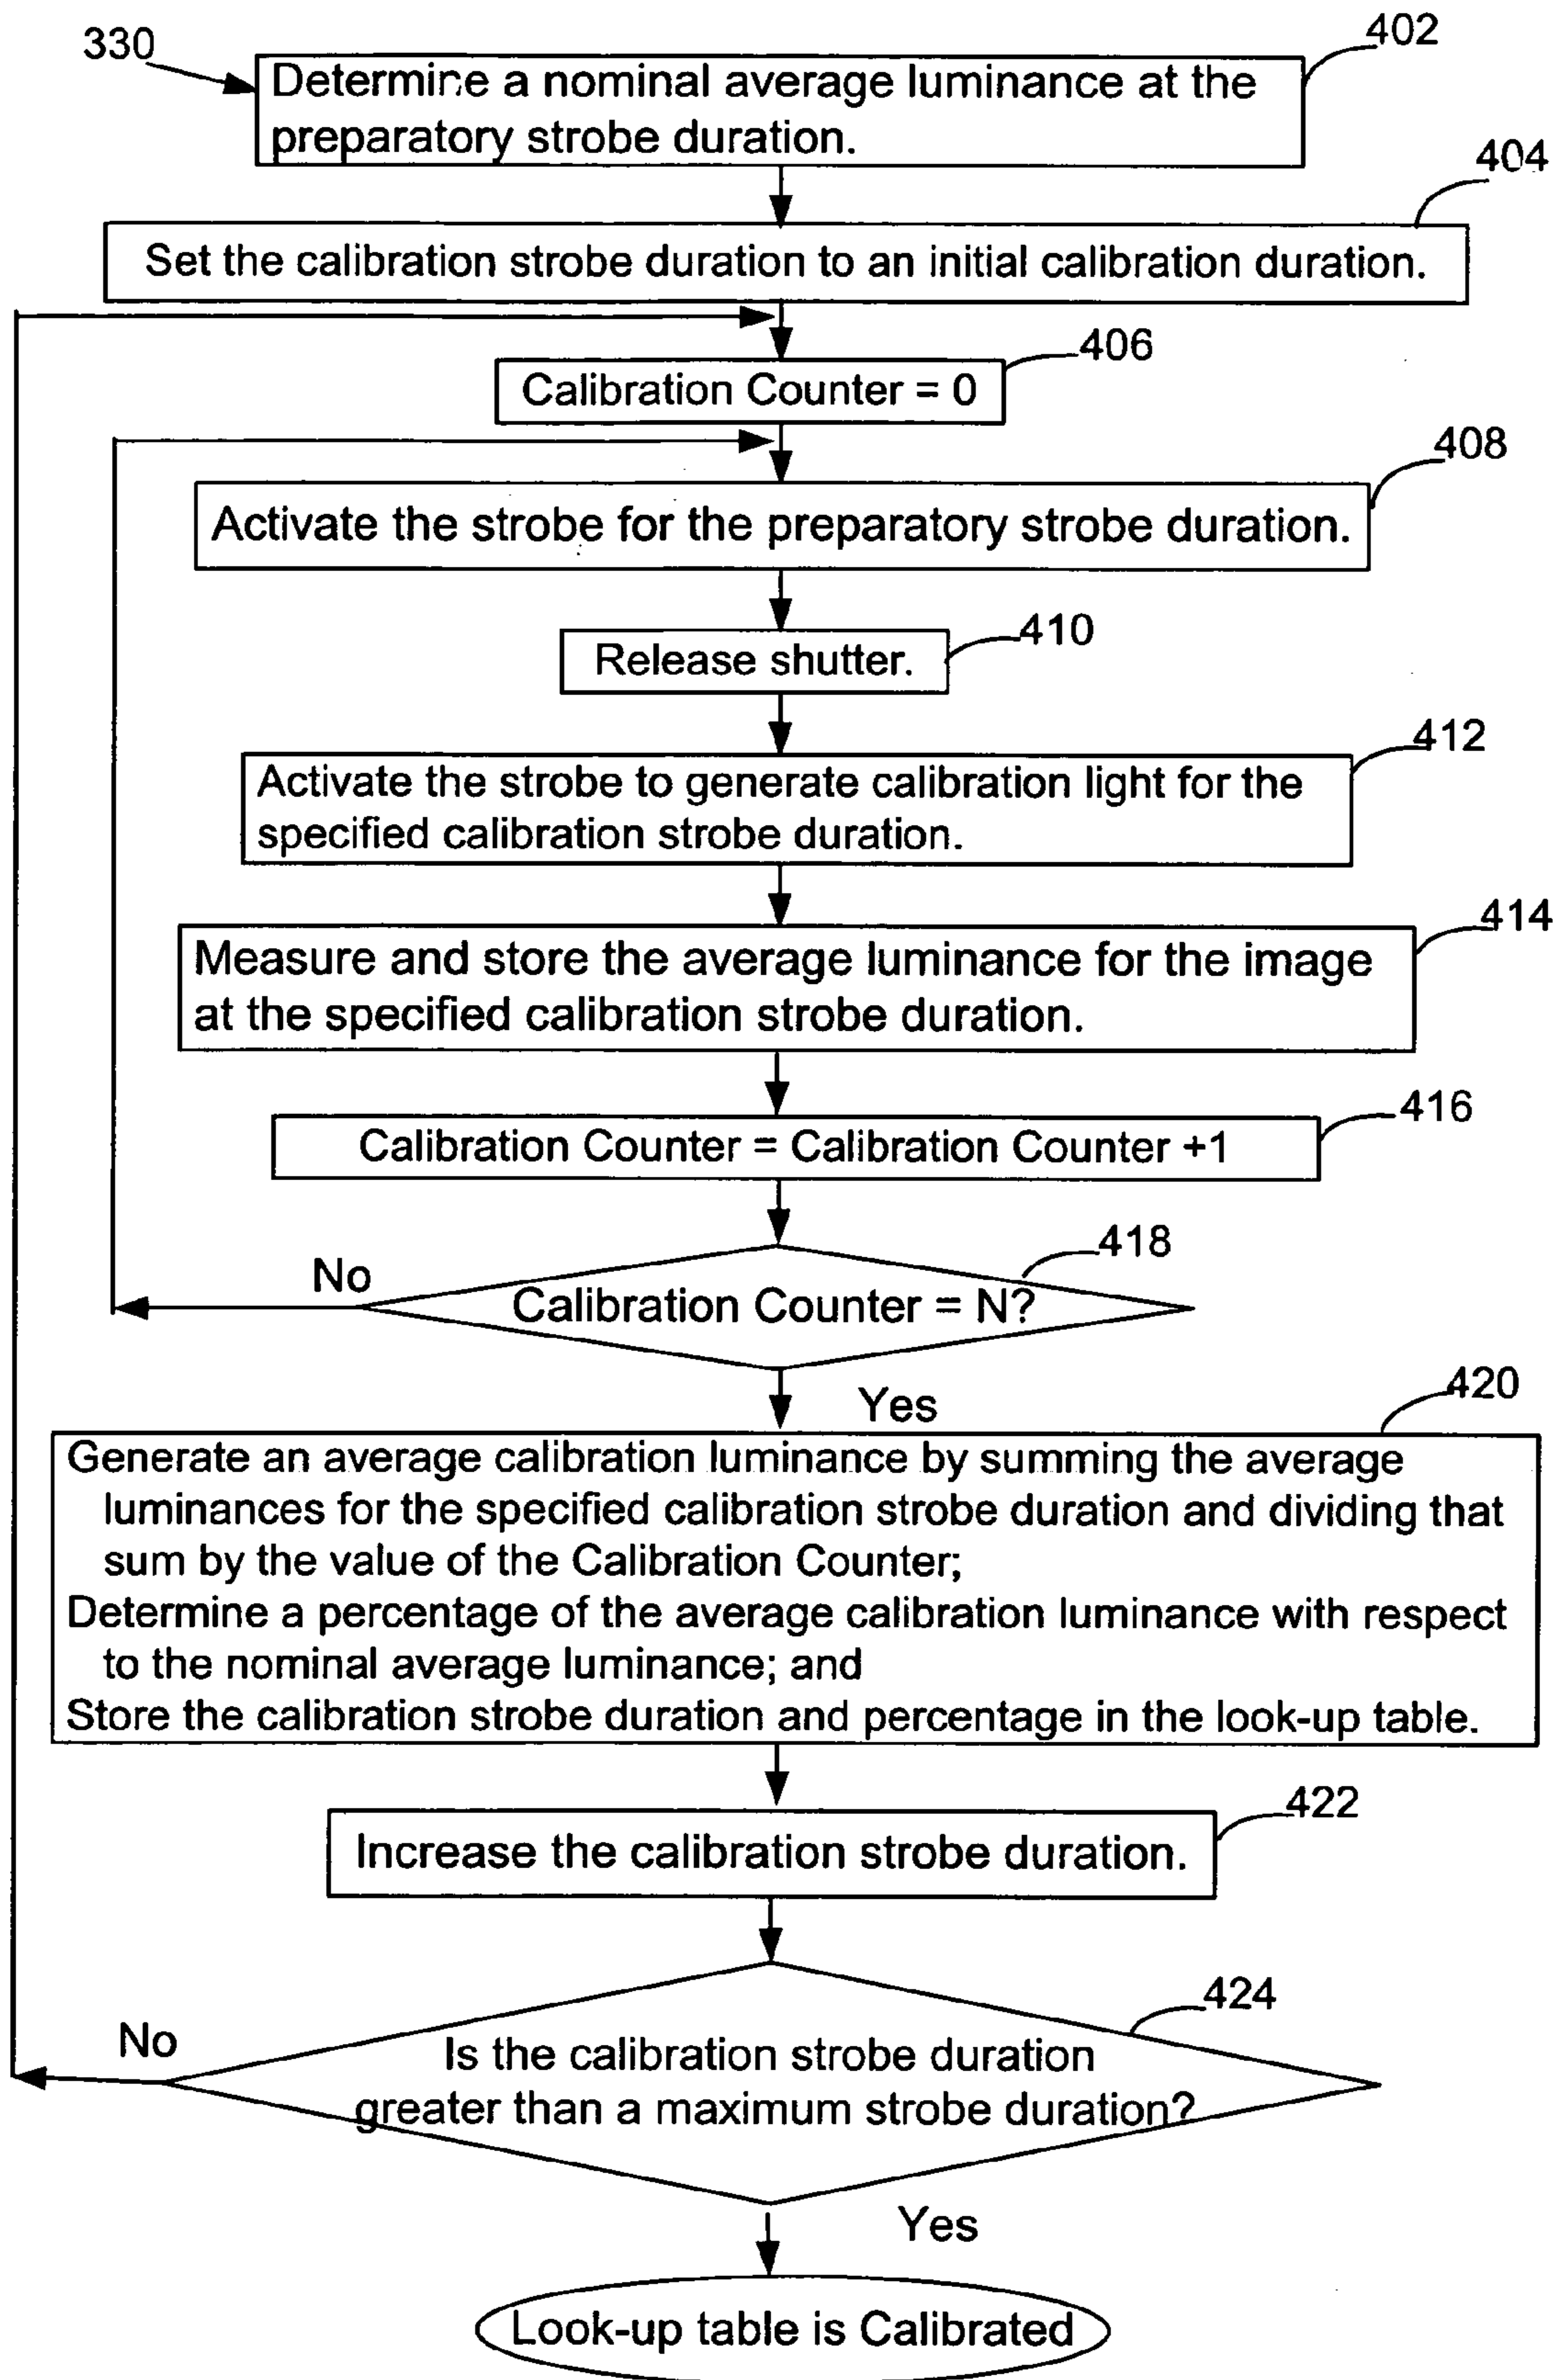 330
402
Determine a nominal average luminance at the
preparatory strobe duration.
404
Set the calibration strobe duration to an initial calibration duration.
406
Calibration Counter = 0
408
Activate the strobe for the preparatory strobe duration.
410
Release shutter.
412
Activate the strobe to generate calibration light for the
specified calibration strobe duration.
414
Measure and store the average luminance for the image
at the specified calibration strobe duration.
416
Calibration Counter = Calibration Counter +1
418
No
Calibration Counter = N?
Yes
420
Generate an average calibration luminance by summing the average
luminances for the specified calibration strobe duration and dividing that
sum by the value of the Calibration Counter;
Determine a percentage of the average calibration luminance with respect
to the nominal average luminance; and
Store the calibration strobe duration and percentage in the look-up table.
422
Increase the calibration strobe duration.
424
No
Is the calibration strobe duration
greater than a maximum strobe duration?
Yes
Look-up table is Calibrated